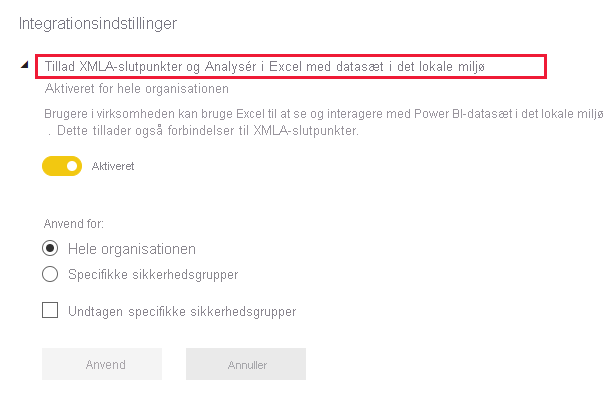 Integrationsindstillinger
Tillad XMLA-slutpunkter og Analysér i Excel med datasæt i det lokale miljø
Aktiveret for hele organisationen
Brugere i virksomheden kan bruge Excel til at se og interagere med Power BI-datasæt i det lokale miljø
. Dette tillader også forbindelser til XMLA-slutpunkter.
Aktiveret
Anvend for:
Hele organisationen
Specifikke sikkerhedsgrupper
Undtagen specifikke sikkerhedsgrupper
Anvend Annuller